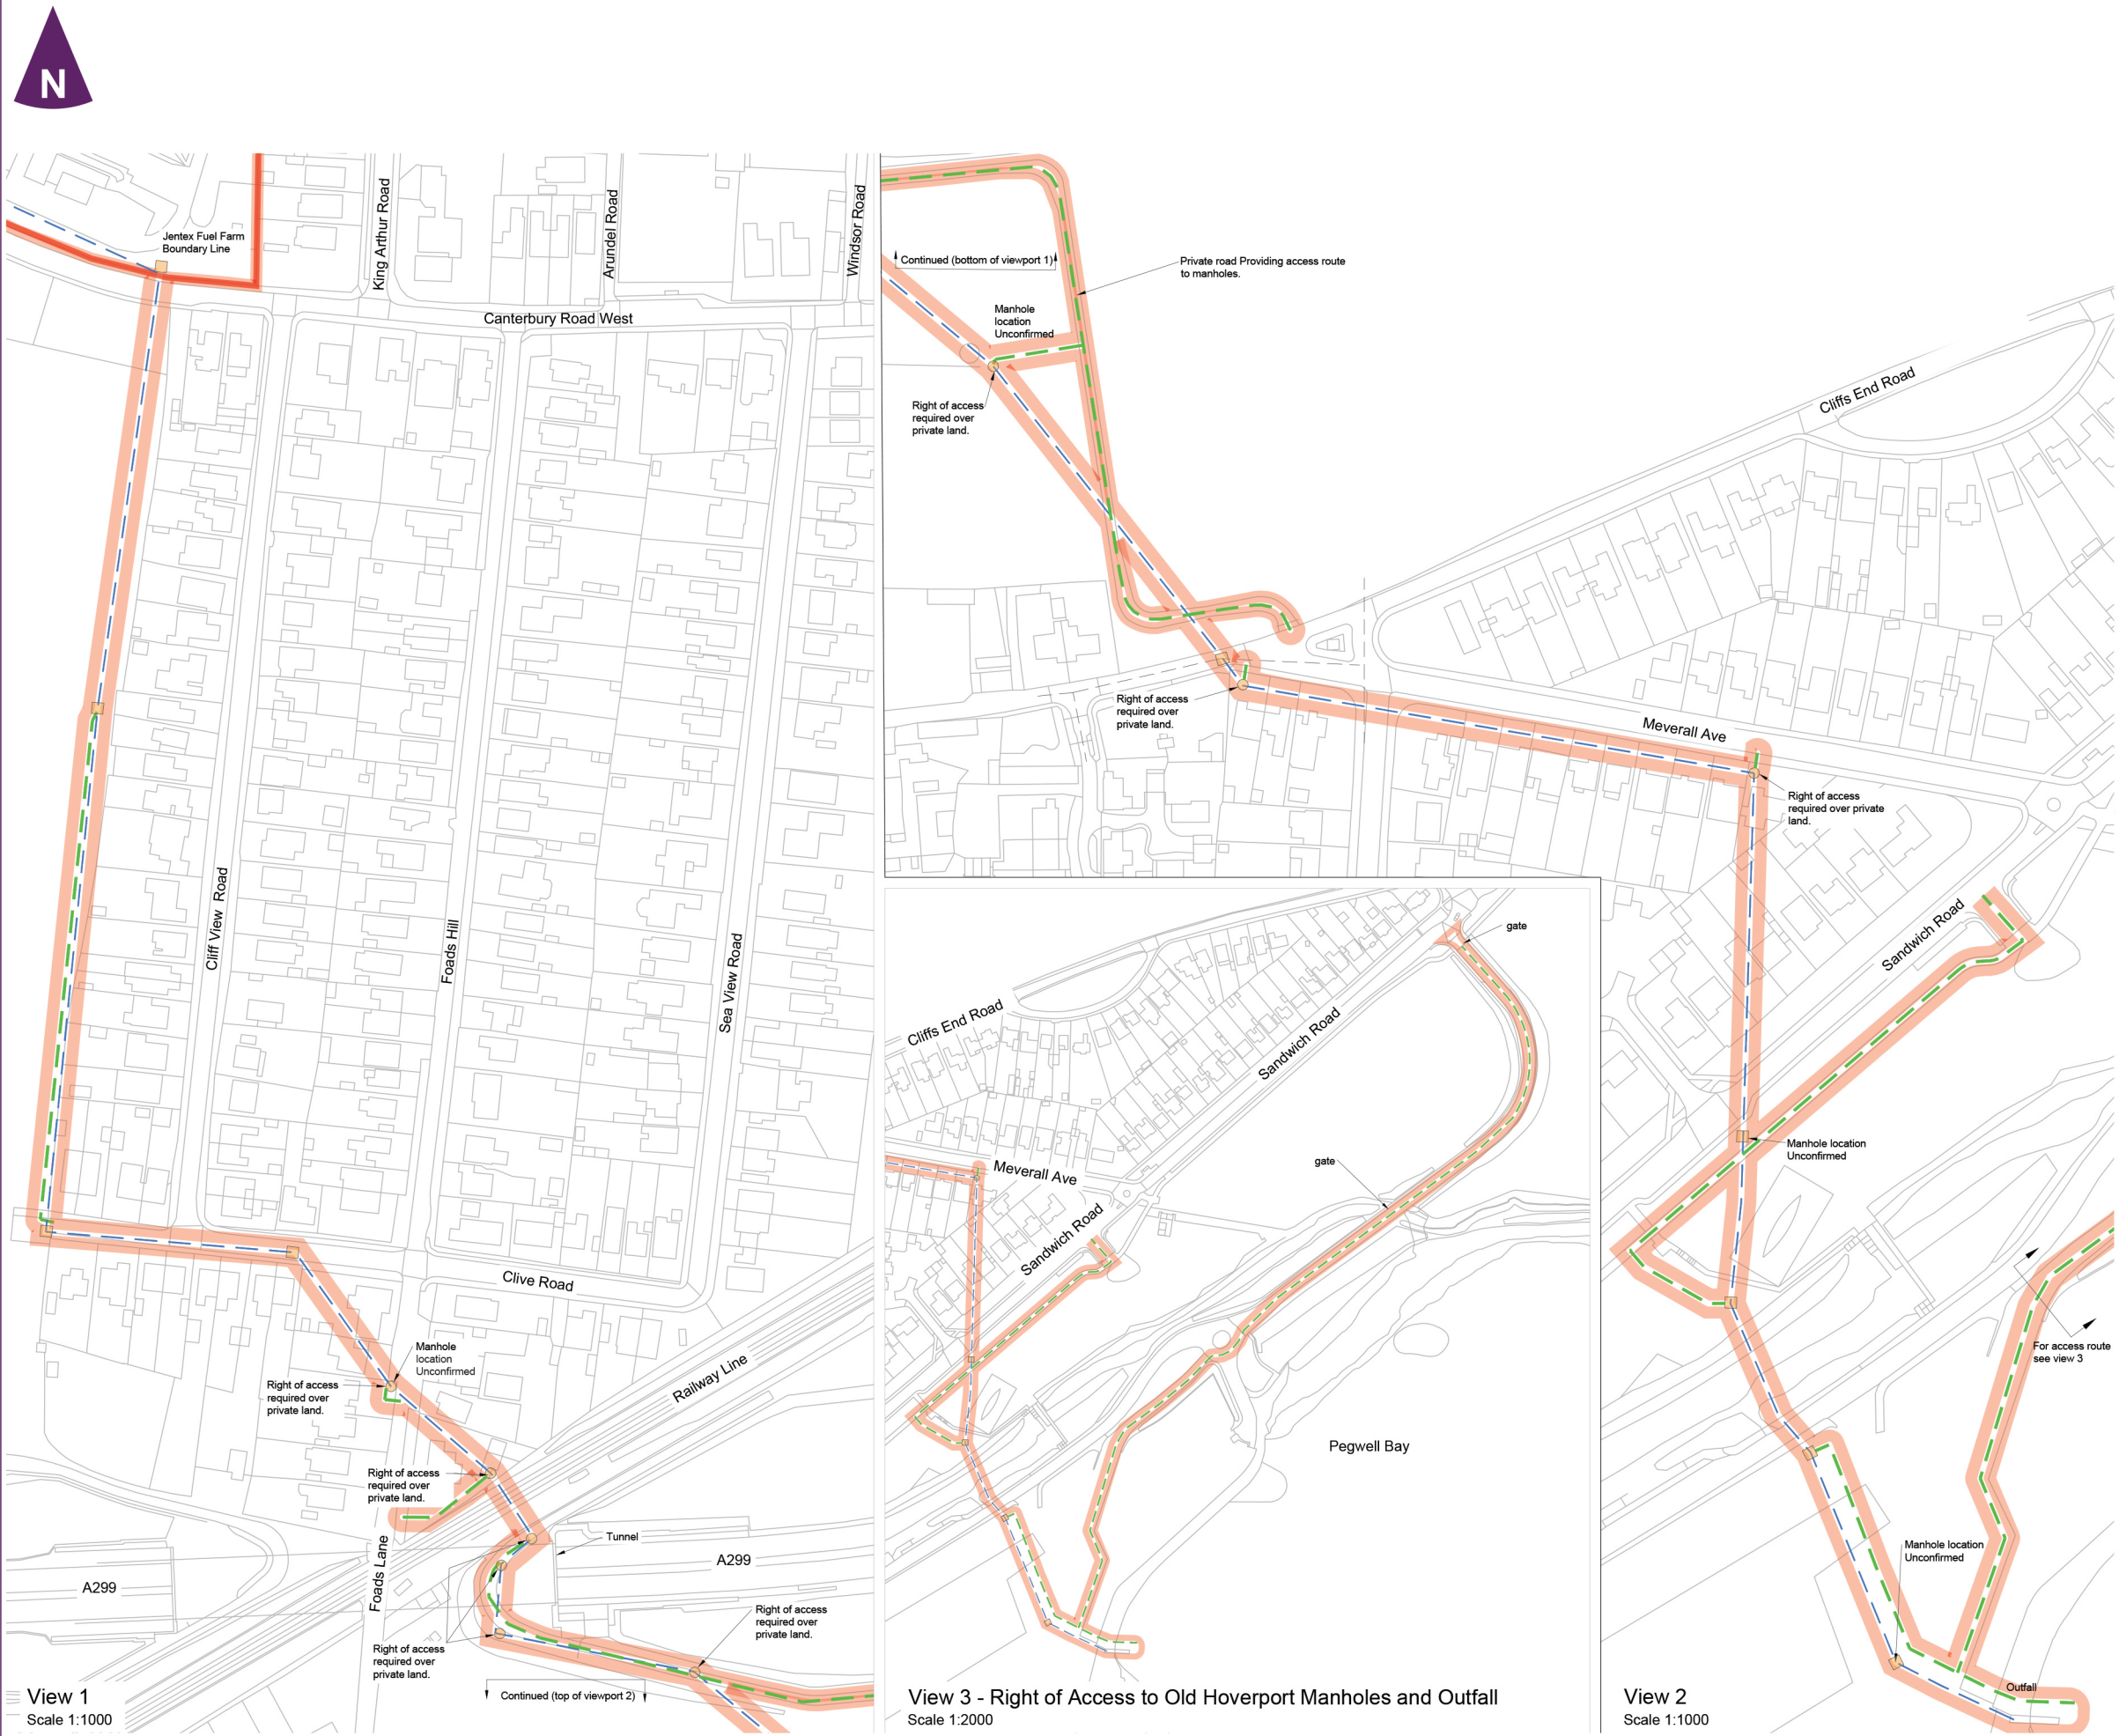 N
Jentex Fuel Farm
Boundary Line
King Arthur Road
Arundel Road
Windsor Road
Canterbury Road West
Cliff View Road
Foads Hill
Sea View Road
Clive Road
Manhole
location
Unconfirmed
Right of access
required over
private land.
Railway Line
Right of access
required over
private land.
Tunnel
A299
A299
Foads Lane
Right of access
required over
private land.
Right of access
required over
private land.
Continued (top of viewport 2)
View 1
Scale 1:1000
Continued (bottom of viewport 1)
Private road Providing access route
to manholes.
Manhole
location
Unconfirmed
Right of access
required over
private land.
Cliffs End Road
Right of access
required over
private land.
Meverall Ave
Right of access
required over private
land.
Sandwich Road
Manhole location
Unconfirmed
For access route
see view 3
Manhole location
Unconfirmed
Outfall
View 2
Scale 1:1000
gate
Cliffs End Road
Sandwich Road
gate
Meverall Ave
Sandwich Road
Pegwell Bay
View 3 - Right of Access to Old Hoverport Manholes and Outfall
Scale 1:2000